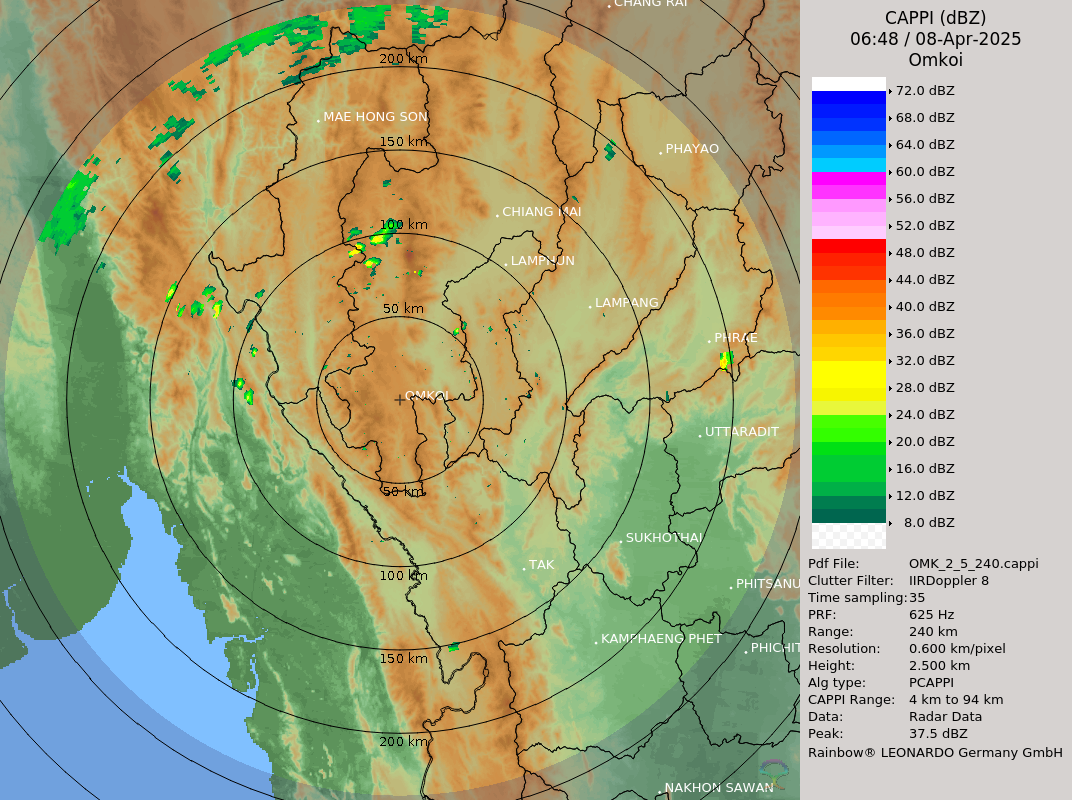 CHANG RAI
200 km
MAE HONG SON
150 km
PHAYAO
CHIANG MAI
100 km
LAMPHUN
50 km
LAMPANG
PHRAE
OMKOI
UTTARADIT
50 km
SUKHOTHAI
TAK
100 km
PHITSANU
KAMPHAENG PHET
PHICHIT
150 km
200 km
NAKHON SAWAN
CAPPI (dBZ)
06:48 / 08-Apr-2025
Omkoi
72.0 dBZ
68.0 dBZ
64.0 dBZ
60.0 dBZ
56.0 dBZ
52.0 dBZ
48.0 dBZ
44.0 dBZ
40.0 dBZ
36.0 dBZ
32.0 dBZ
28.0 dBZ
24.0 dBZ
20.0 dBZ
16.0 dBZ
12.0 dBZ
8.0 dBZ
Pdf File: OMK_2_5_240.cappi
Clutter Filter: IIRDoppler 8
Time sampling: 35
PRF: 625 Hz
Range: 240 km
Resolution: 0.600 km/pixel
Height: 2.500 km
Alg type: PCAPPI
CAPPI Range: 4 km to 94 km
Data: Radar Data
Peak: 37.5 dBZ
Rainbow® LEONARDO Germany GmbH